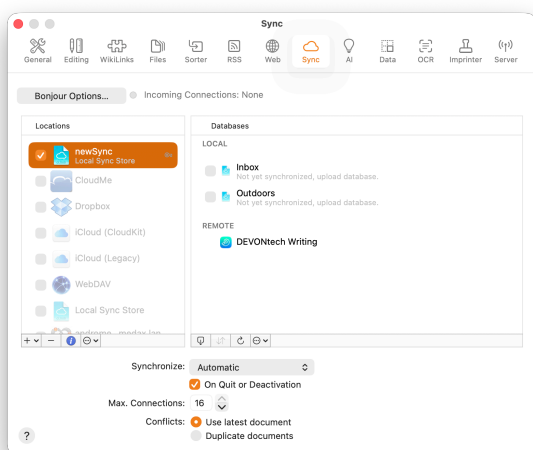 Sync
General Editing WikiLinks Files Sorter RSS Web Sync AI Data OCR Imprinter Server
Bonjour Options... Incoming Connections: None
Locations
newSync
Local Sync Store
CloudMe
Dropbox
iCloud (CloudKit)
iCloud (Legacy)
WebDAV
Local Sync Store
Databases
LOCAL
Inbox
Not yet synchronized, upload database.
Outdoors
Not yet synchronized, upload database.
REMOTE
DEVONtech Writing
Synchronize: Automatic
On Quit or Deactivation
Max. Connections: 16
Conflicts: Use latest document
Duplicate documents
?